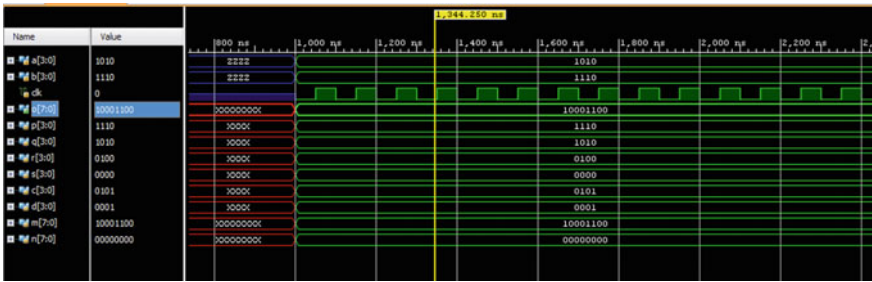 1,344.250 ns
Name Value
800 ns 1,000 ns 1,200 ns 1,400 ns 1,600 ns 1,800 ns 2,000 ns 2,200 ns 2,
a[3:0] 1010 ZZZZ 1010
b[3:0] 1110 ZZZZ 1110
clk 0
o[7:0] 10001100 XXXXXXXX 10001100
p[3:0] 1110 XXXX 1110
q[3:0] 1010 XXXX 1010
r[3:0] 0100 XXXX 0100
s[3:0] 0000 XXXX 0000
c[3:0] 0101 XXXX 0101
d[3:0] 0001 XXXX 0001
m[7:0] 10001100 XXXXXXXX 10001100
n[7:0] 00000000 XXXXXXXX 00000000